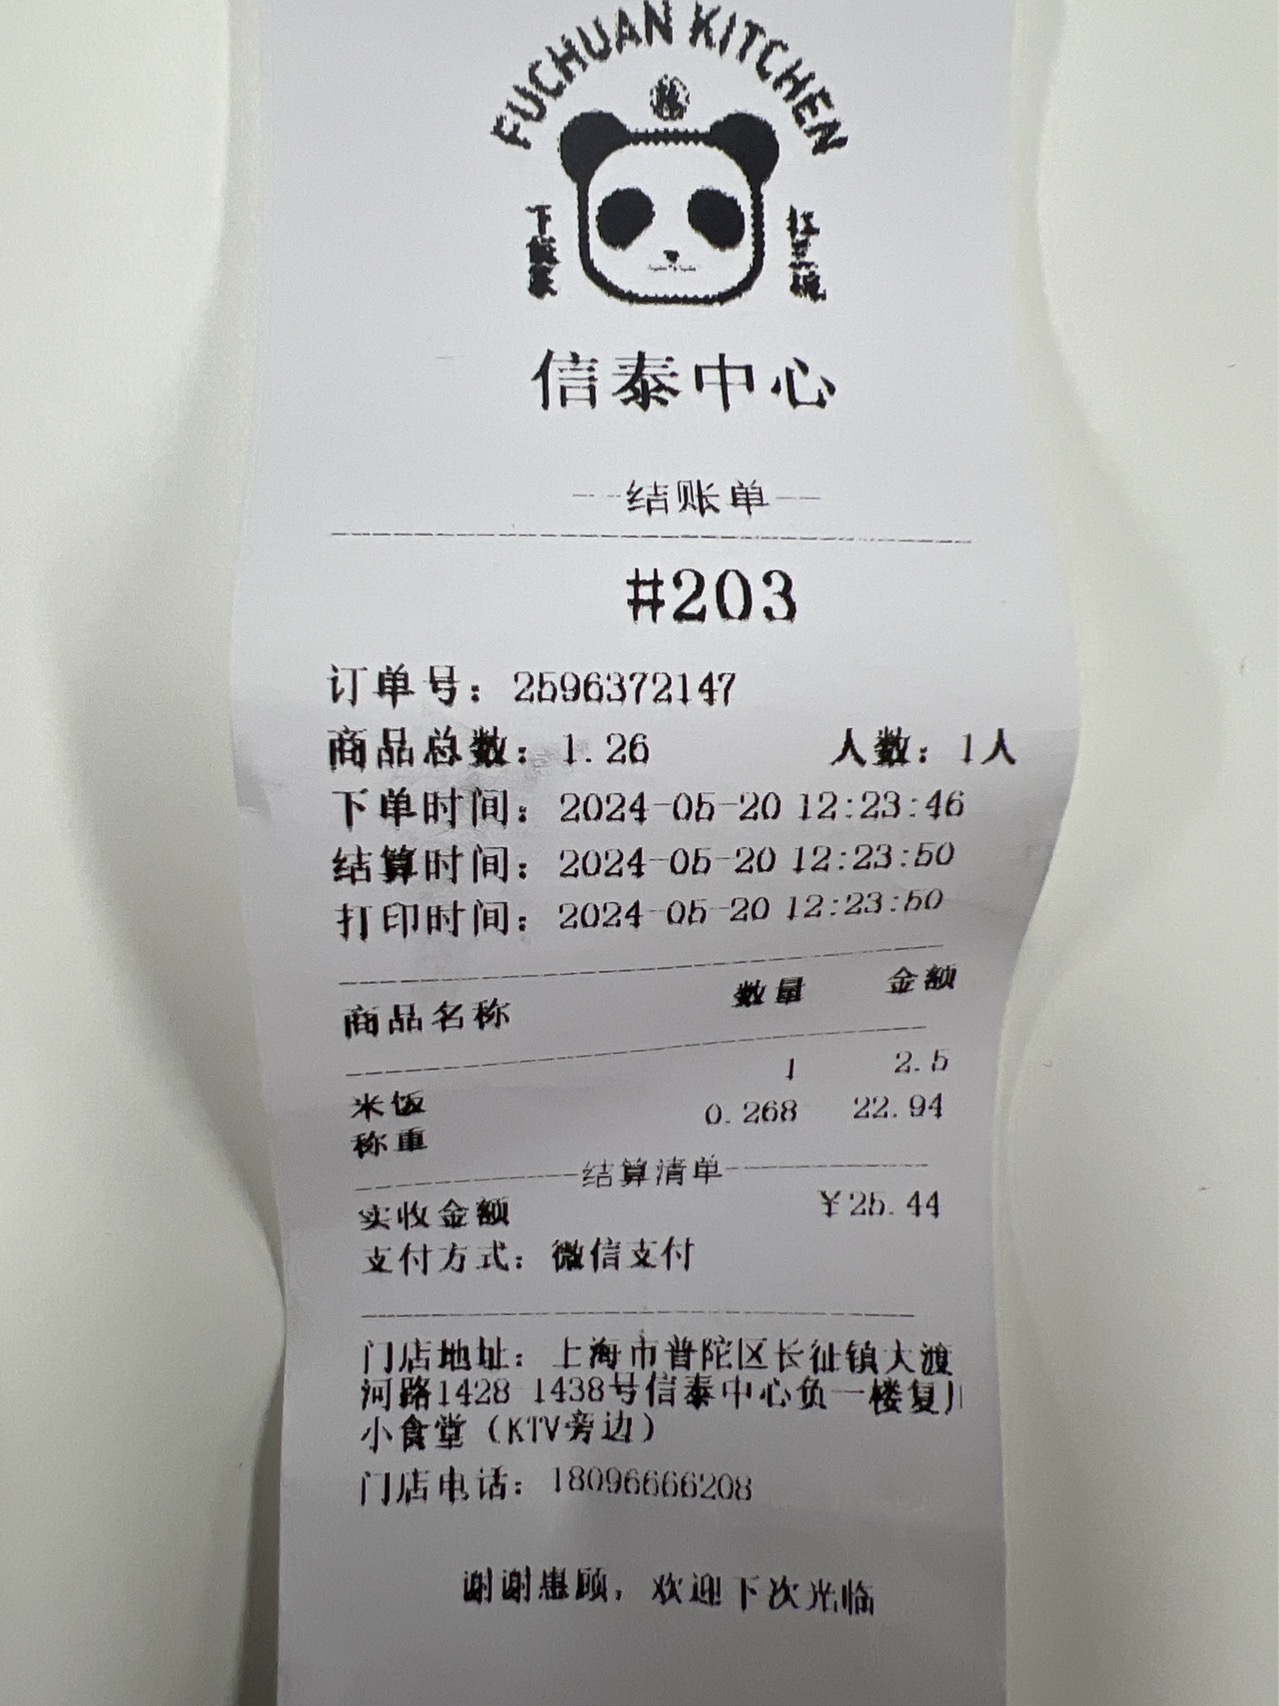 FUCHUAN KITCHEN
下饭菜
扛三碗
信泰中心
---结账单---
#203
订单号：2596372147
商品总数：1.26 人数：1人
下单时间：2024-05-20 12:23:46
结算时间：2024-05-20 12:23:50
打印时间：2024-05-20 12:23:50
商品名称 数量 金额
米饭 1 2.5
称重 0.268 22.94
结算清单
实收金额 ¥25.44
支付方式：微信支付
门店地址：上海市普陀区长征镇大渡
河路1428-1438号信泰中心负一楼复川
小食堂（KTV旁边）
门店电话：18096666208
谢谢惠顾，欢迎下次光临